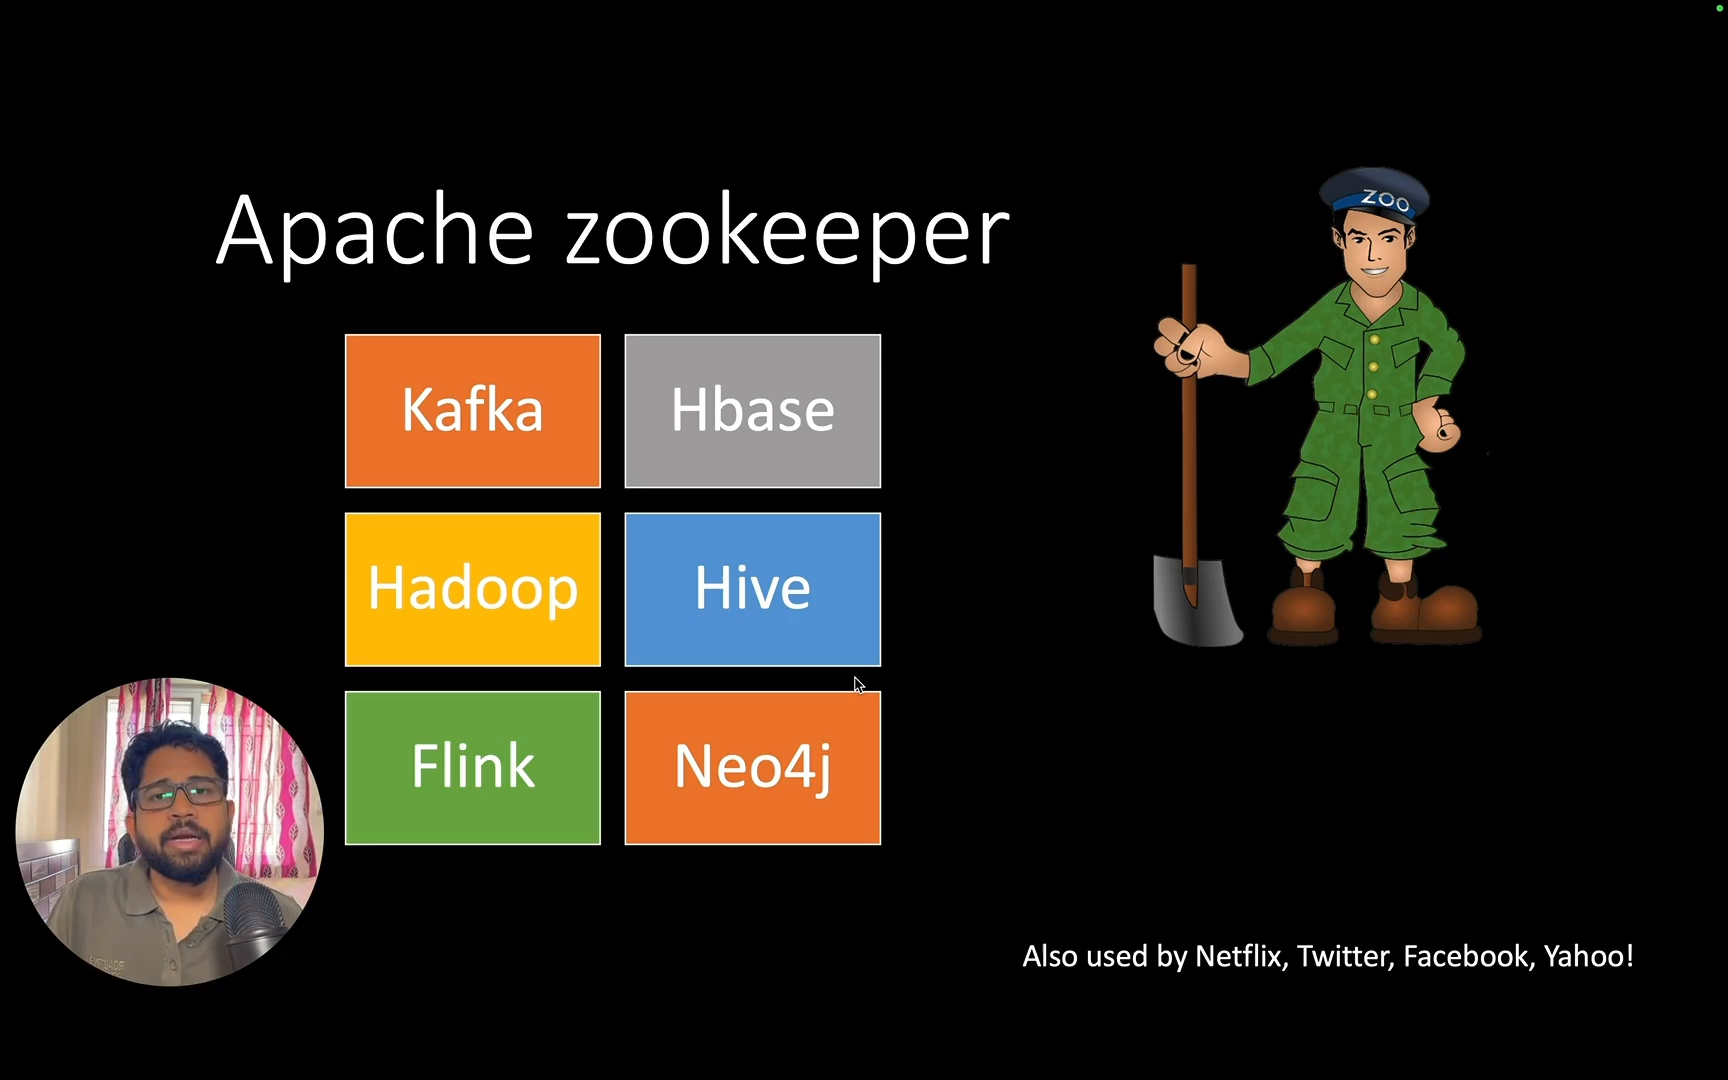 Apache zookeeper
ZOO
Kafka
Hbase
Hadoop
Hive
Flink
Neo4j
Also used by Netflix, Twitter, Facebook, Yahoo!